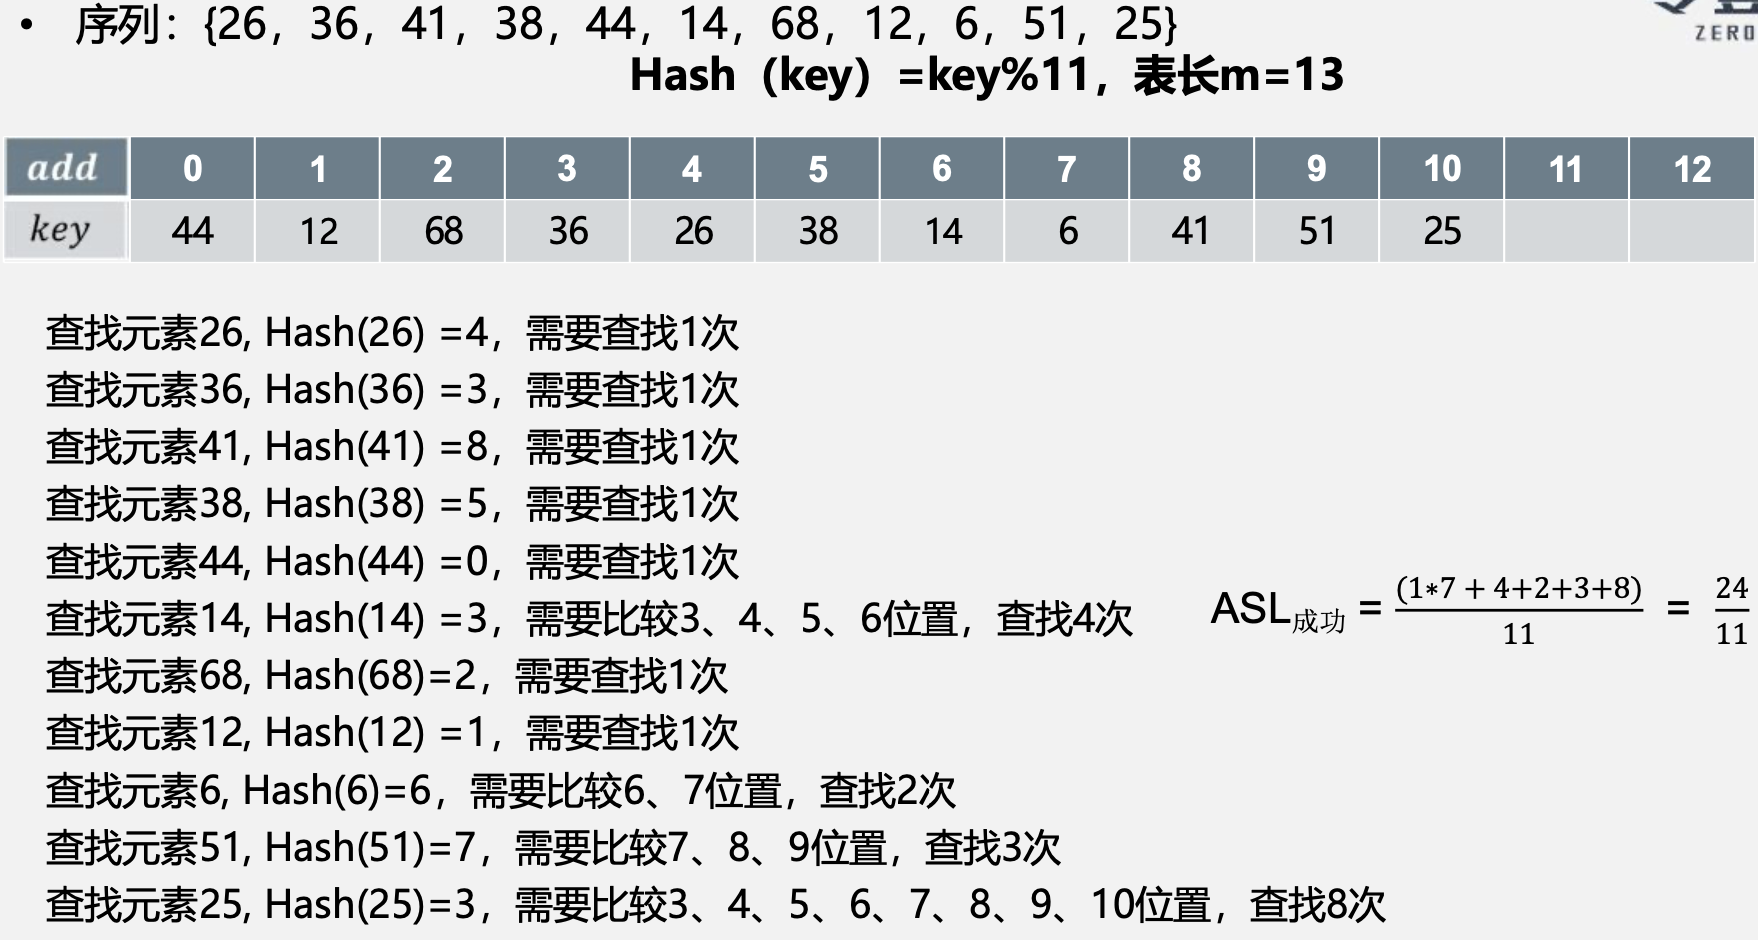 • 序列：{26，36，41，38，44，14，68，12，6，51，25}
ZERO
Hash（key）=key%11，表长m=13
add 0 1 2 3 4 5 6 7 8 9 10 11 12
key 44 12 68 36 26 38 14 6 41 51 25
查找元素26, Hash(26) =4，需要查找1次
查找元素36, Hash(36) =3，需要查找1次
查找元素41, Hash(41) =8，需要查找1次
查找元素38, Hash(38) =5，需要查找1次
查找元素44, Hash(44) =0，需要查找1次
查找元素14, Hash(14) =3，需要比较3、4、5、6位置，查找4次
ASL成功 = (1*7 + 4+2+3+8)/11 = 24/11
查找元素68, Hash(68)=2，需要查找1次
查找元素12, Hash(12) =1，需要查找1次
查找元素6, Hash(6)=6，需要比较6、7位置，查找2次
查找元素51, Hash(51)=7，需要比较7、8、9位置，查找3次
查找元素25, Hash(25)=3，需要比较3、4、5、6、7、8、9、10位置，查找8次